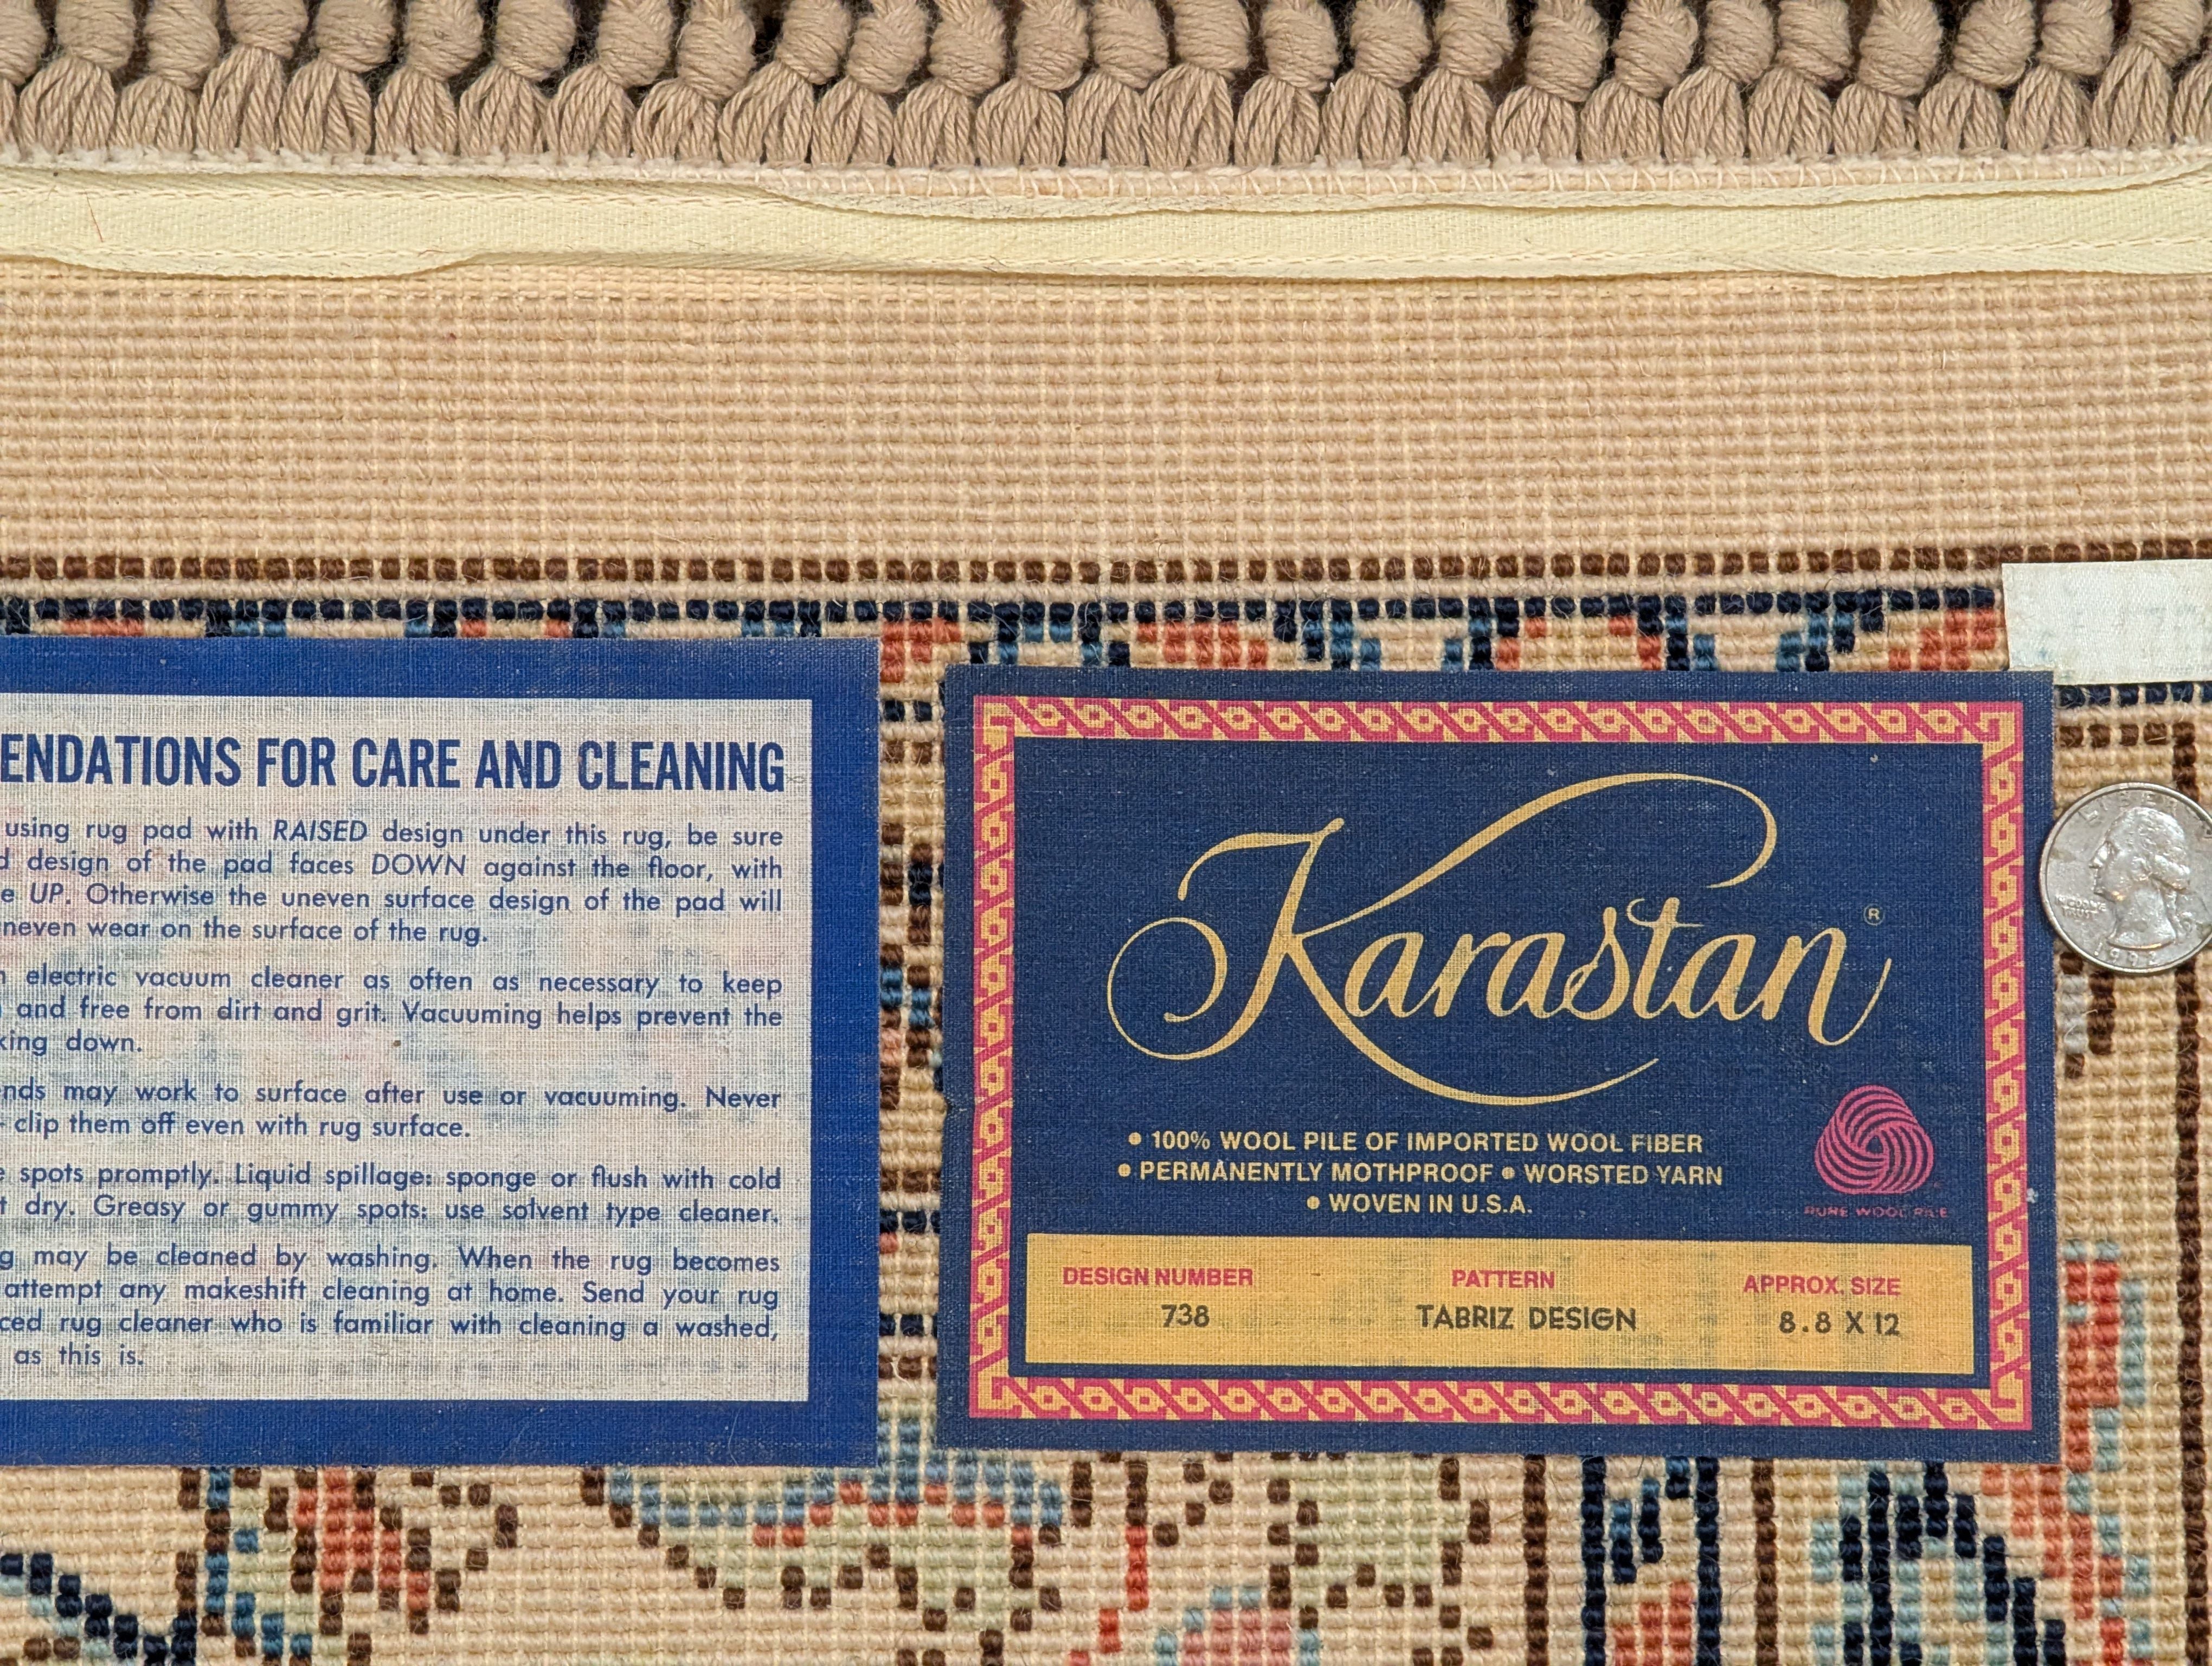 ENDATIONS FOR CARE AND CLEANING
using rug pad with RAISED design under this rug, be sure
d design of the pad faces DOWN against the floor, with
e UP. Otherwise the uneven surface design of the pad will
neven wear on the surface of the rug.
electric vacuum cleaner as often as necessary to keep
and free from dirt and grit. Vacuuming helps prevent the
king down.
nds may work to surface after use or vacuuming. Never
clip them off even with rug surface.
e spots promptly. Liquid spillage: sponge or flush with cold
t dry. Greasy or gummy spots: use solvent type cleaner.
g may be cleaned by washing. When the rug becomes
attempt any makeshift cleaning at home. Send your rug
ced rug cleaner who is familiar with cleaning a washed,
as this is.
Karastan®
• 100% WOOL PILE OF IMPORTED WOOL FIBER
• PERMANENTLY MOTHPROOF • WORSTED YARN
• WOVEN IN U.S.A.
PURE WOOL PILE
DESIGN NUMBER PATTERN APPROX. SIZE
738 TABRIZ DESIGN 8.8 X 12
LIBERTY
IN GOD WE
TRUST
1992